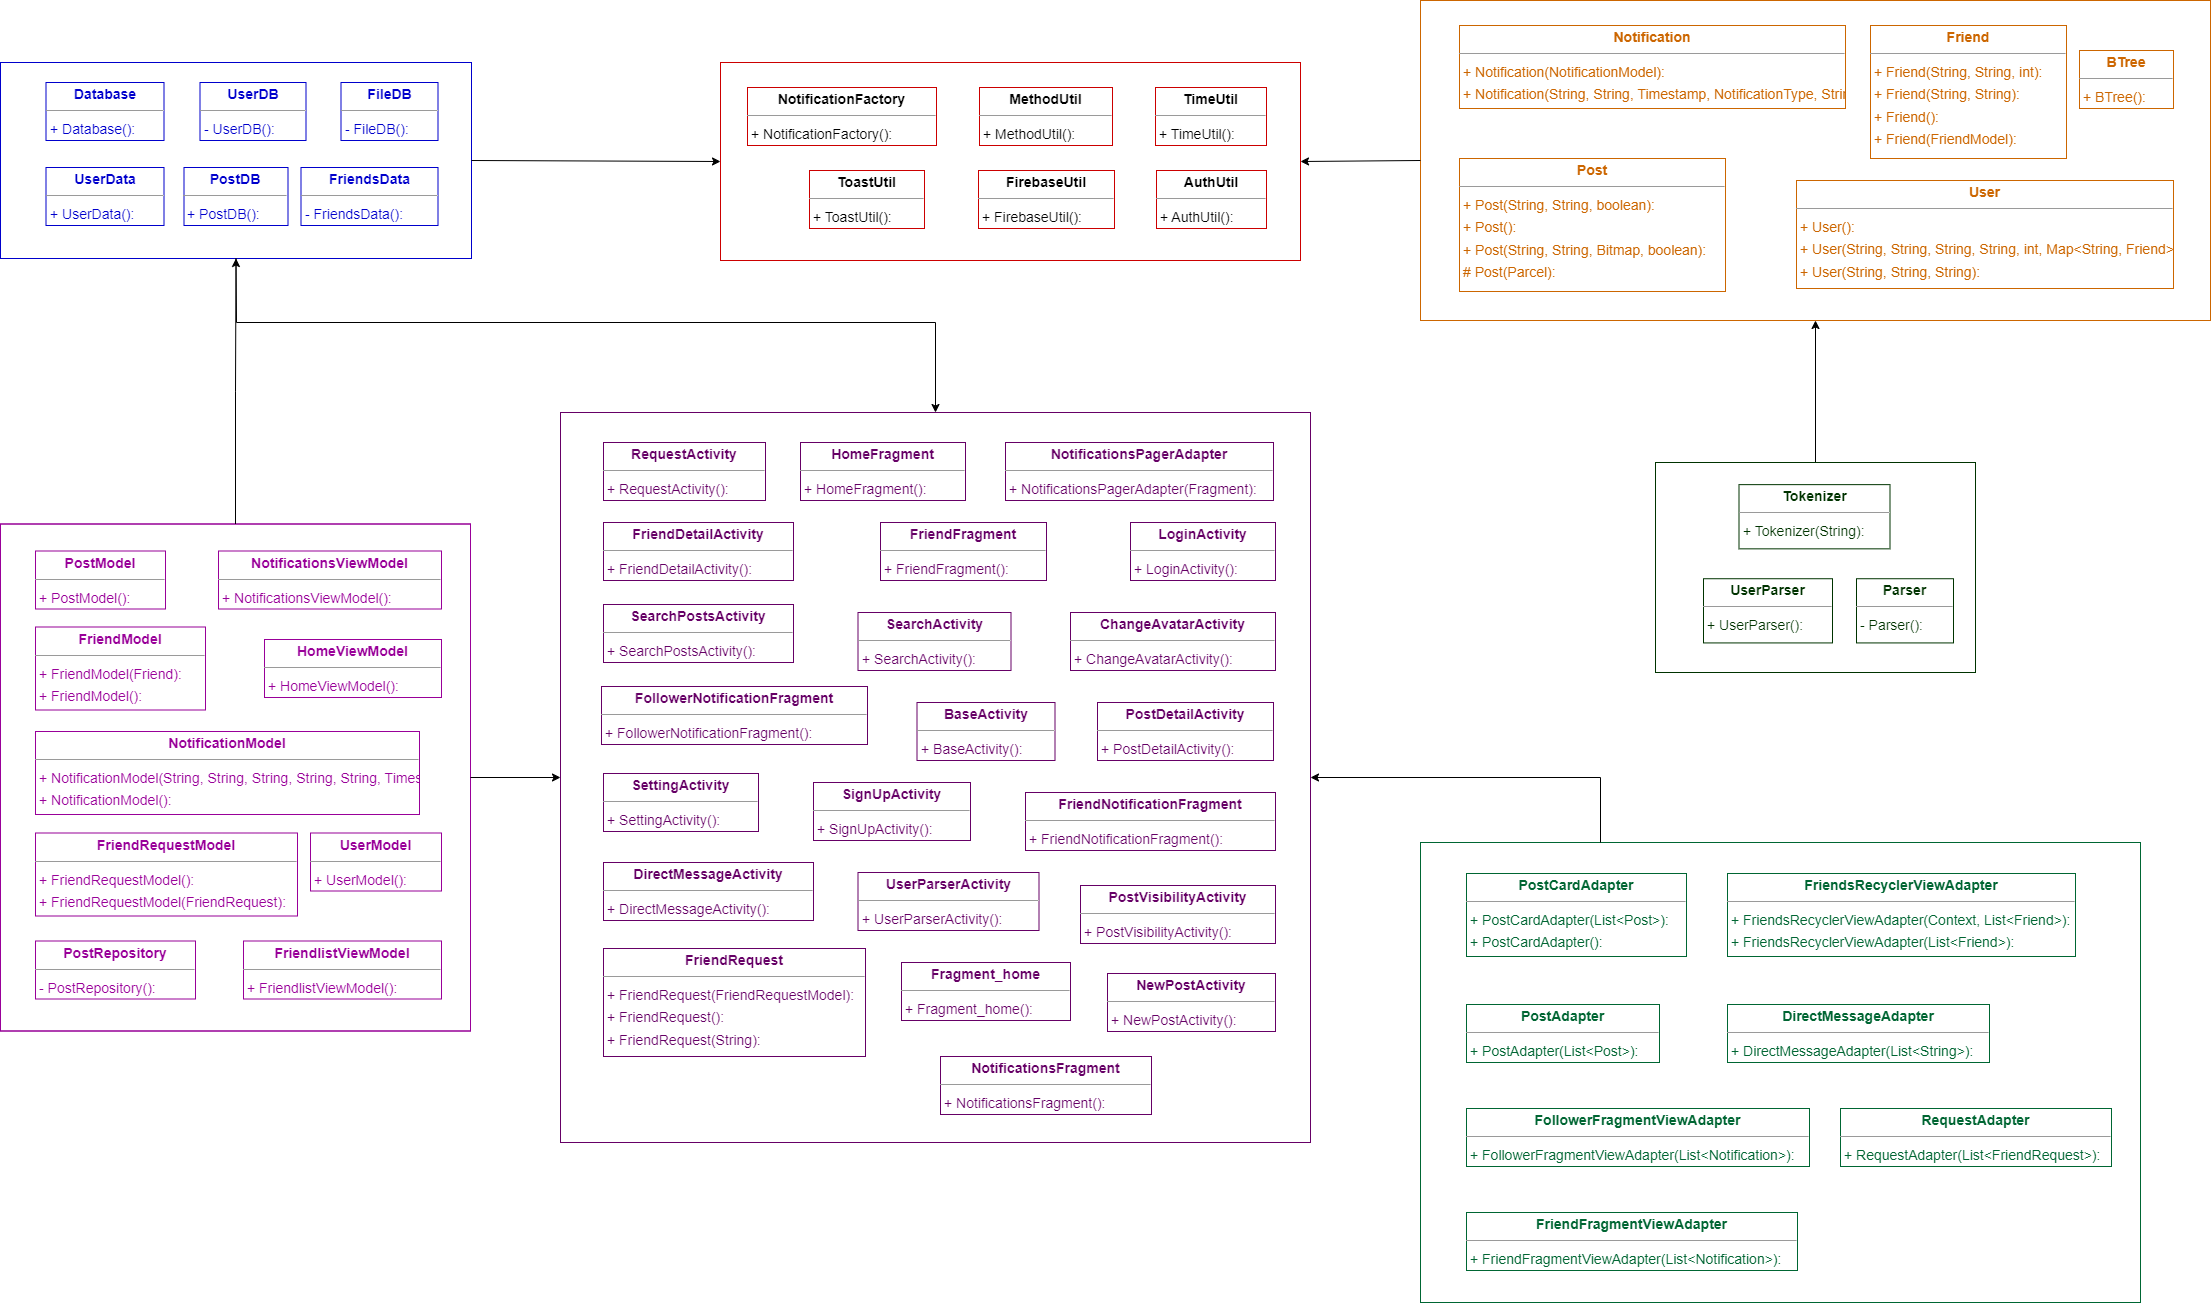 Database
+ Database():
UserDB
- UserDB():
FileDB
- FileDB():
UserData
+ UserData():
PostDB
+ PostDB():
FriendsData
- FriendsData():
NotificationFactory
+ NotificationFactory():
MethodUtil
+ MethodUtil():
TimeUtil
+ TimeUtil():
ToastUtil
+ ToastUtil():
FirebaseUtil
+ FirebaseUtil():
AuthUtil
+ AuthUtil():
Notification
+ Notification(NotificationModel):
+ Notification(String, String, Timestamp, NotificationType, Strin
Friend
+ Friend(String, String, int):
+ Friend(String, String):
+ Friend():
+ Friend(FriendModel):
BTree
+ BTree():
Post
+ Post(String, String, boolean):
+ Post():
+ Post(String, String, Bitmap, boolean):
# Post(Parcel):
User
+ User():
+ User(String, String, String, String, int, Map<String, Friend>
+ User(String, String, String):
PostModel
+ PostModel():
NotificationsViewModel
+ NotificationsViewModel():
FriendModel
+ FriendModel(Friend):
+ FriendModel():
HomeViewModel
+ HomeViewModel():
NotificationModel
+ NotificationModel(String, String, String, String, String, Times
+ NotificationModel():
FriendRequestModel
+ FriendRequestModel():
+ FriendRequestModel(FriendRequest):
UserModel
+ UserModel():
PostRepository
- PostRepository():
FriendlistViewModel
+ FriendlistViewModel():
RequestActivity
+ RequestActivity():
HomeFragment
+ HomeFragment():
NotificationsPagerAdapter
+ NotificationsPagerAdapter(Fragment):
FriendDetailActivity
+ FriendDetailActivity():
FriendFragment
+ FriendFragment():
LoginActivity
+ LoginActivity():
SearchPostsActivity
+ SearchPostsActivity():
SearchActivity
+ SearchActivity():
ChangeAvatarActivity
+ ChangeAvatarActivity():
FollowerNotificationFragment
+ FollowerNotificationFragment():
BaseActivity
+ BaseActivity():
PostDetailActivity
+ PostDetailActivity():
SettingActivity
+ SettingActivity():
SignUpActivity
+ SignUpActivity():
FriendNotificationFragment
+ FriendNotificationFragment():
DirectMessageActivity
+ DirectMessageActivity():
UserParserActivity
+ UserParserActivity():
PostVisibilityActivity
+ PostVisibilityActivity():
FriendRequest
+ FriendRequest(FriendRequestModel):
+ FriendRequest():
+ FriendRequest(String):
Fragment_home
+ Fragment_home():
NewPostActivity
+ NewPostActivity():
NotificationsFragment
+ NotificationsFragment():
Tokenizer
+ Tokenizer(String):
UserParser
+ UserParser():
Parser
- Parser():
PostCardAdapter
+ PostCardAdapter(List<Post>):
+ PostCardAdapter():
FriendsRecyclerViewAdapter
+ FriendsRecyclerViewAdapter(Context, List<Friend>):
+ FriendsRecyclerViewAdapter(List<Friend>):
PostAdapter
+ PostAdapter(List<Post>):
DirectMessageAdapter
+ DirectMessageAdapter(List<String>):
FollowerFragmentViewAdapter
+ FollowerFragmentViewAdapter(List<Notification>):
RequestAdapter
+ RequestAdapter(List<FriendRequest>):
FriendFragmentViewAdapter
+ FriendFragmentViewAdapter(List<Notification>):